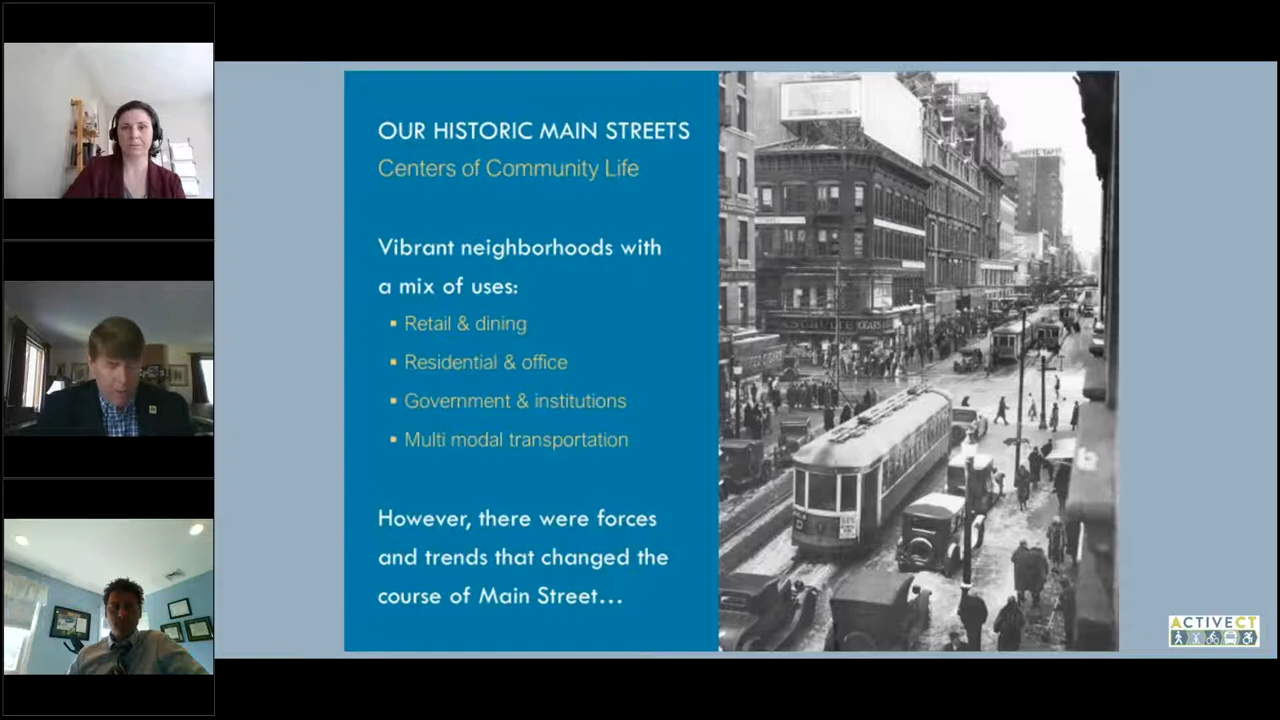 OUR HISTORIC MAIN STREETS
Centers of Community Life
Vibrant neighborhoods with
a mix of uses:
▪ Retail & dining
▪ Residential & office
▪ Government & institutions
▪ Multi modal transportation
However, there were forces
and trends that changed the
course of Main Street...
ACTIVECT